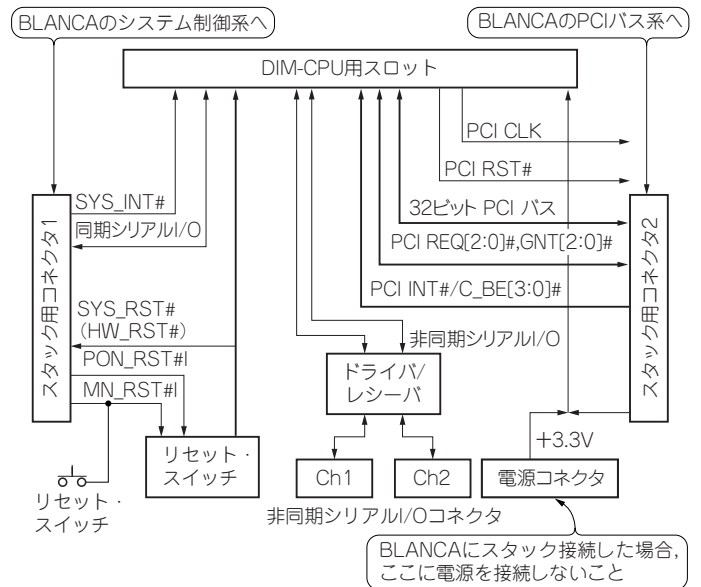 BLANCAのシステム制御系へ
BLANCAのPCIバス系へ
DIM-CPU用スロット
PCI CLK
PCI RST#
SYS_INT#
同期シリアルI/O
32ビット PCI バス
PCI REQ[2:0]#,GNT[2:0]#
PCI INT#/C_BE[3:0]#
スタック用コネクタ1
スタック用コネクタ2
SYS_RST#
(HW_RST#)
PON_RST#I
MN_RST#I
非同期シリアルI/O
ドライバ/
レシーバ
+3.3V
リセット・
スイッチ
Ch1
Ch2
電源コネクタ
リセット・
スイッチ
非同期シリアルI/Oコネクタ
BLANCAにスタック接続した場合,
ここに電源を接続しないこと